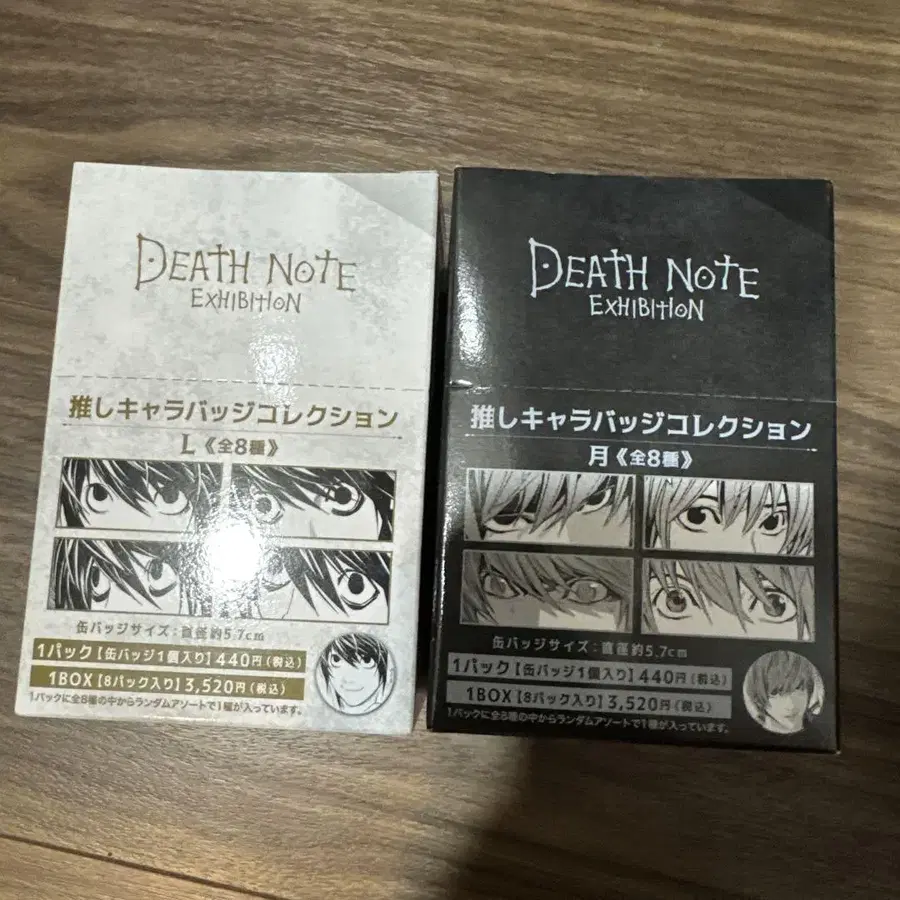 DEATH NOTE
EXHIBITION
推しキャラバッジコレクション
L《全8種》
缶バッジサイズ：直径約5.7cm
1パック【缶バッジ1個入り】440円(税込)
1BOX【8パック入り】3,520円(税込)
1パックに全8種の中からランダムアソートで1種が入っています。
DEATH NOTE
EXHIBITION
推しキャラバッジコレクション
月《全8種》
缶バッジサイズ：直径約5.7cm
1パック【缶バッジ1個入り】440円(税込)
1BOX【8パック入り】3,520円(税込)
1パックに全8種の中からランダムアソートで1種が入っています。